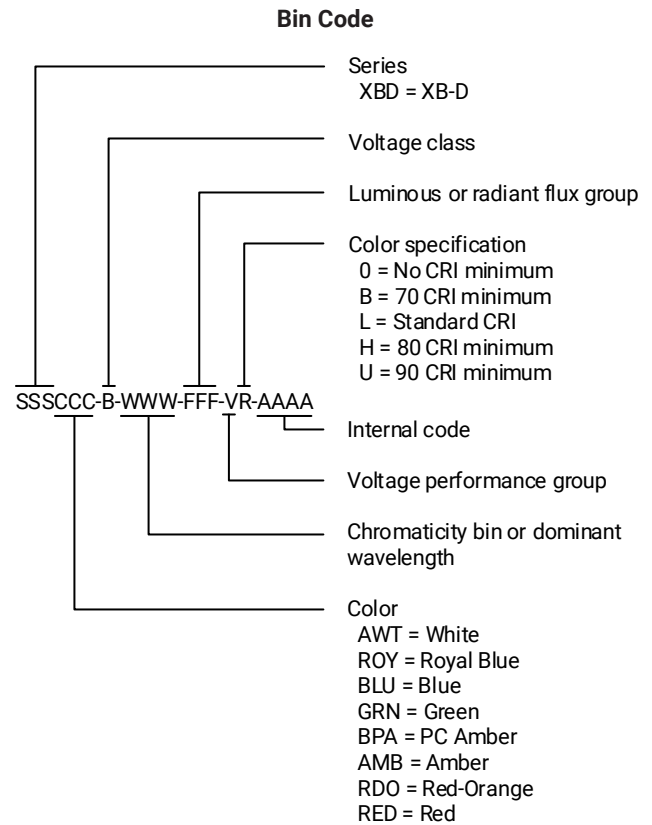 Bin Code
Series
XBD = XB-D
Voltage class
Luminous or radiant flux group
Color specification
0 = No CRI minimum
B = 70 CRI minimum
L = Standard CRI
H = 80 CRI minimum
U = 90 CRI minimum
SSSCCC-B-WWW-FFF-VR-AAAA
Internal code
Voltage performance group
Chromaticity bin or dominant
wavelength
Color
AWT = White
ROY = Royal Blue
BLU = Blue
GRN = Green
BPA = PC Amber
AMB = Amber
RDO = Red-Orange
RED = Red